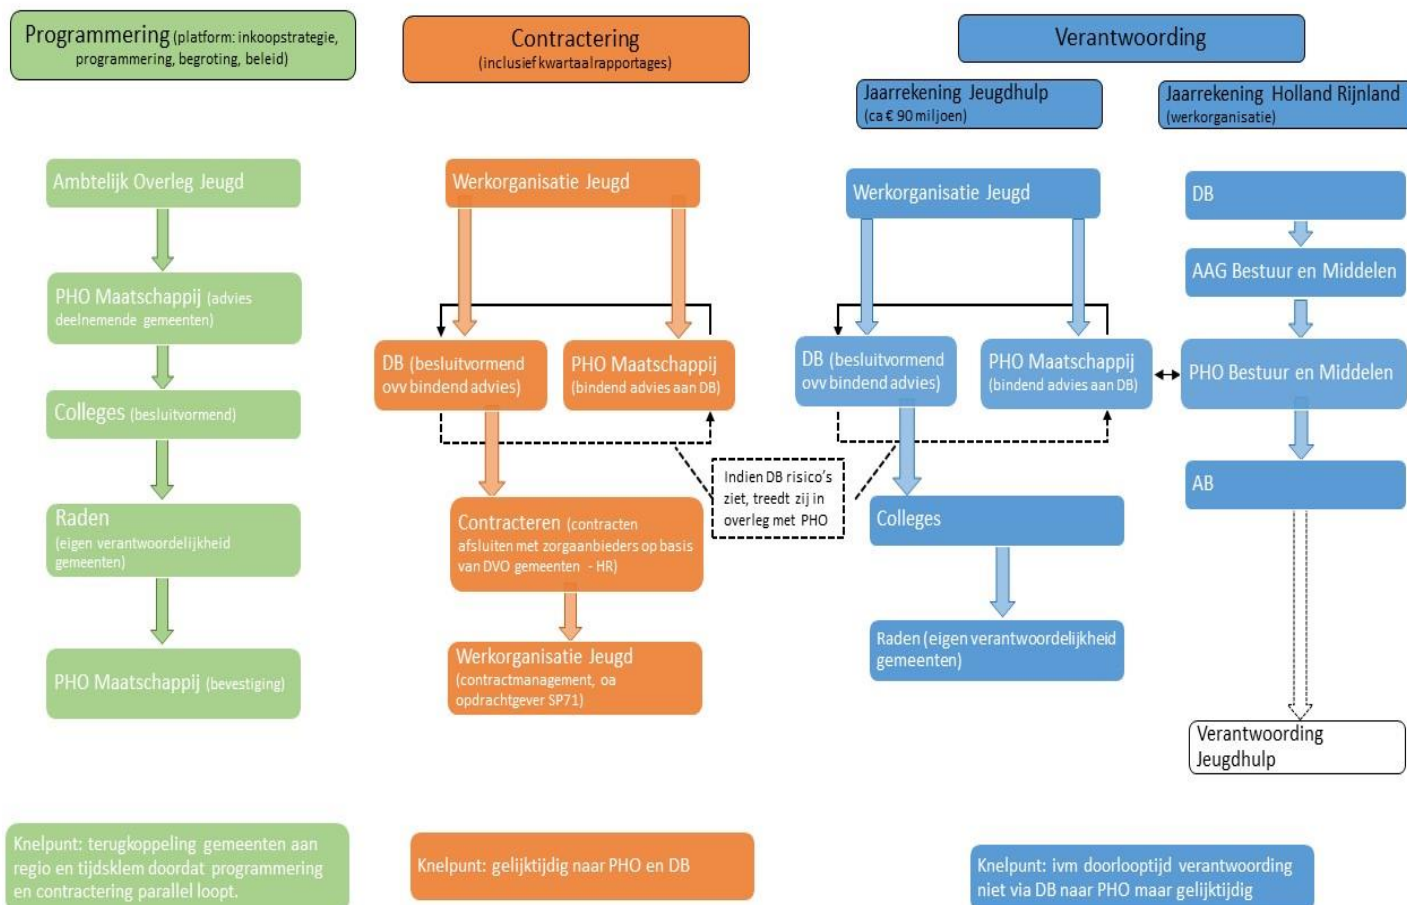 Programmering (platform: inkoopstrategie,
programmering, begroting, beleid)
Ambtelijk Overleg Jeugd
PHO Maatschappij (advies
deelnemende gemeenten)
Colleges (besluitvormend)
Raden
(eigen verantwoordelijkheid
gemeenten)
PHO Maatschappij (bevestiging)
Knelpunt: terugkoppeling gemeenten aan
regio en tijdsklem doordat programmering
en contractering parallel loopt.
Contractering
(inclusief kwartaalrapportages)
Werkorganisatie Jeugd
DB (besluitvormend
ovv bindend advies)
PHO Maatschappij
(bindend advies aan DB)
Contracteren (contracten
afsluiten met zorgaanbieders op basis
van DVO gemeenten - HR)
Werkorganisatie Jeugd
(contractmanagement, oa
opdrachtgever SP71)
Knelpunt: gelijktijdig naar PHO en DB
Indien DB risico's
ziet, treedt zij in
overleg met PHO
Verantwoording
Jaarrekening Jeugdhulp
(ca € 90 miljoen)
Werkorganisatie Jeugd
DB (besluitvormend
ovv bindend advies)
PHO Maatschappij
(bindend advies aan DB)
Colleges
Raden (eigen verantwoordelijkheid
gemeenten)
Jaarrekening Holland Rijnland
(werkorganisatie)
DB
AAG Bestuur en Middelen
PHO Bestuur en Middelen
AB
Verantwoording
Jeugdhulp
Knelpunt: ivm doorlooptijd verantwoording
niet via DB naar PHO maar gelijktijdig